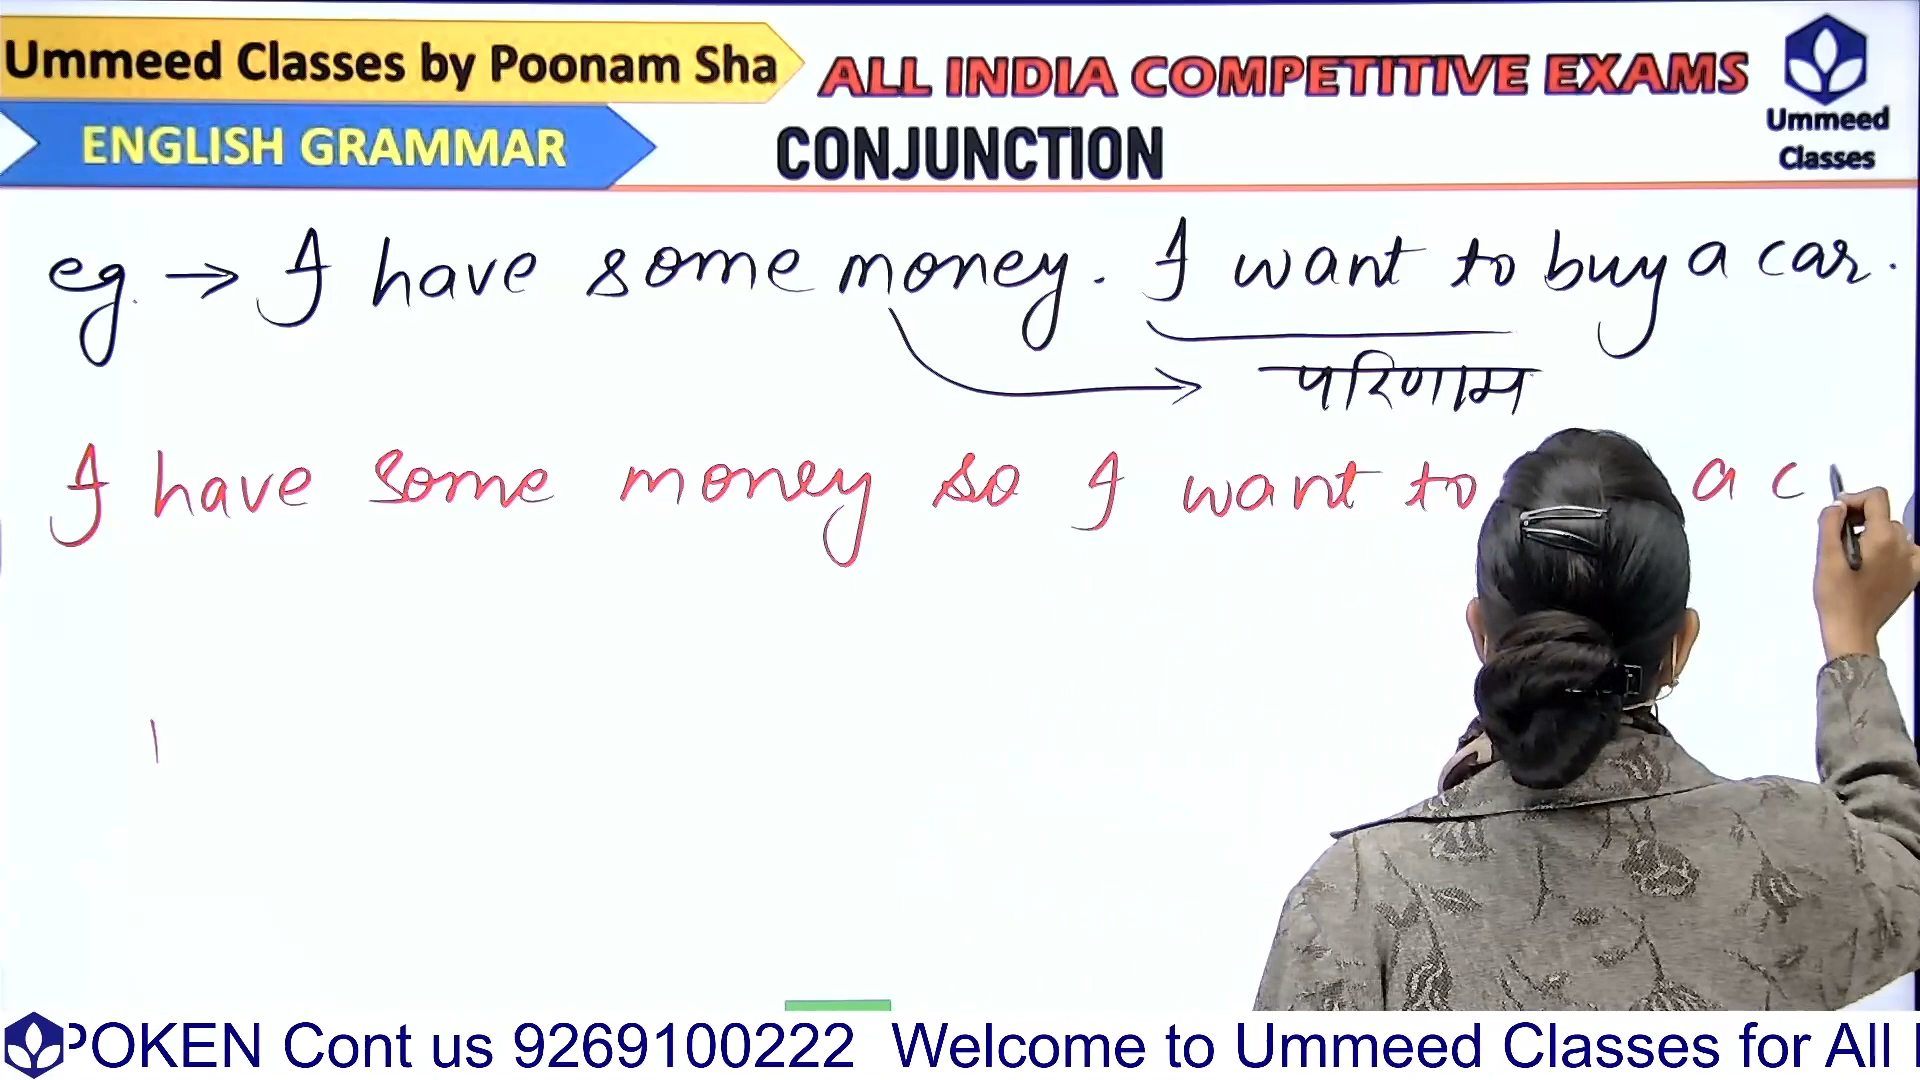 Ummeed Classes by Poonam Sha
ALL INDIA COMPETITIVE EXAMS
Ummeed
Classes
ENGLISH GRAMMAR
CONJUNCTION
eg. → I have some money. I want to buy a car.
परिणाम
I have some money so I want to a c
POKEN Cont us 9269100222 Welcome to Ummeed Classes for All